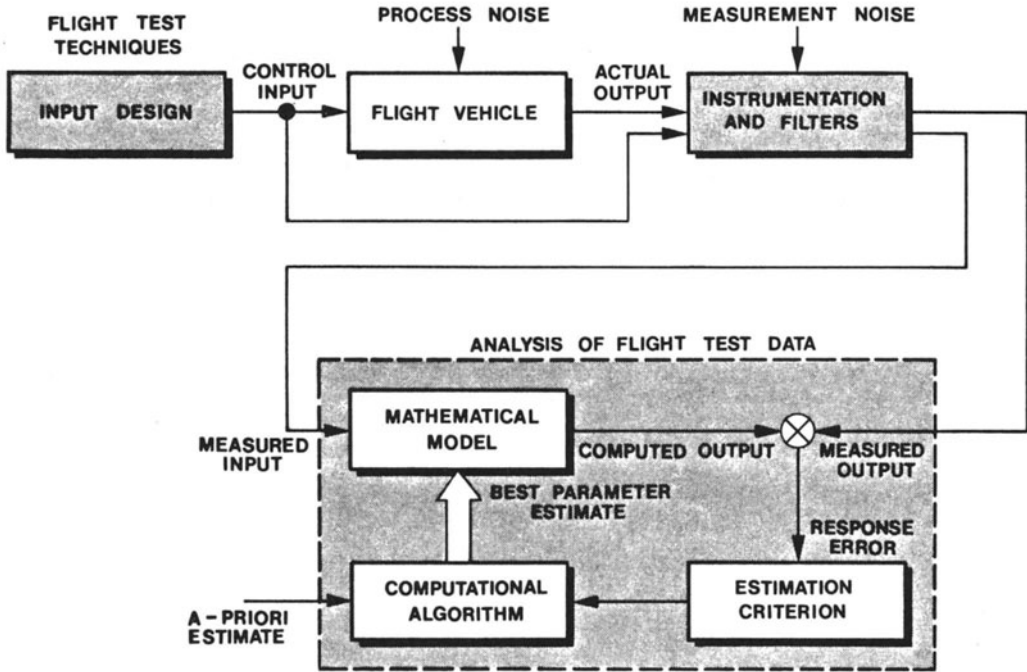 FLIGHT TEST
TECHNIQUES
PROCESS NOISE
MEASUREMENT NOISE
INPUT DESIGN
CONTROL
INPUT
FLIGHT VEHICLE
ACTUAL
OUTPUT
INSTRUMENTATION
AND FILTERS
ANALYSIS OF FLIGHT TEST DATA
MEASURED
INPUT
MATHEMATICAL
MODEL
COMPUTED OUTPUT
MEASURED
OUTPUT
BEST PARAMETER
ESTIMATE
RESPONSE
ERROR
A-PRIORI
ESTIMATE
COMPUTATIONAL
ALGORITHM
ESTIMATION
CRITERION